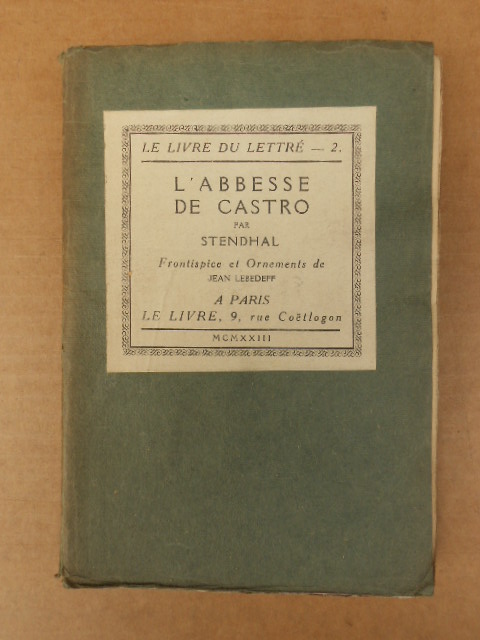 LE LIVRE DU LETTRÉ — 2.
L'ABBESSE
DE CASTRO
PAR
STENDHAL
Frontispice et Ornements de
JEAN LEBEDEFF
A PARIS
LE LIVRE, 9, rue Coëtlogon
MCMXXIII